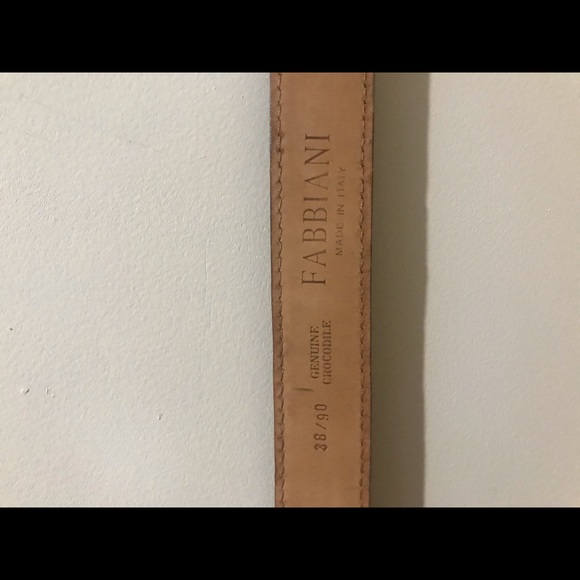 FABBIANI
MADE IN ITALY
GENUINE
CROCODILE
36/90